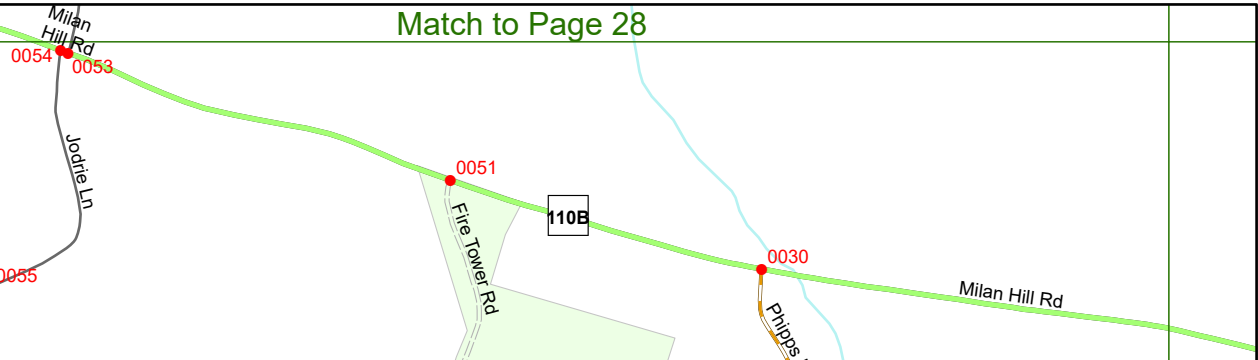 Match to Page 28
Milan
Hill Rd
0054
0053
Jodrie Ln
0055
0051
Fire Tower Rd
110B
0030
Milan Hill Rd
Phipps